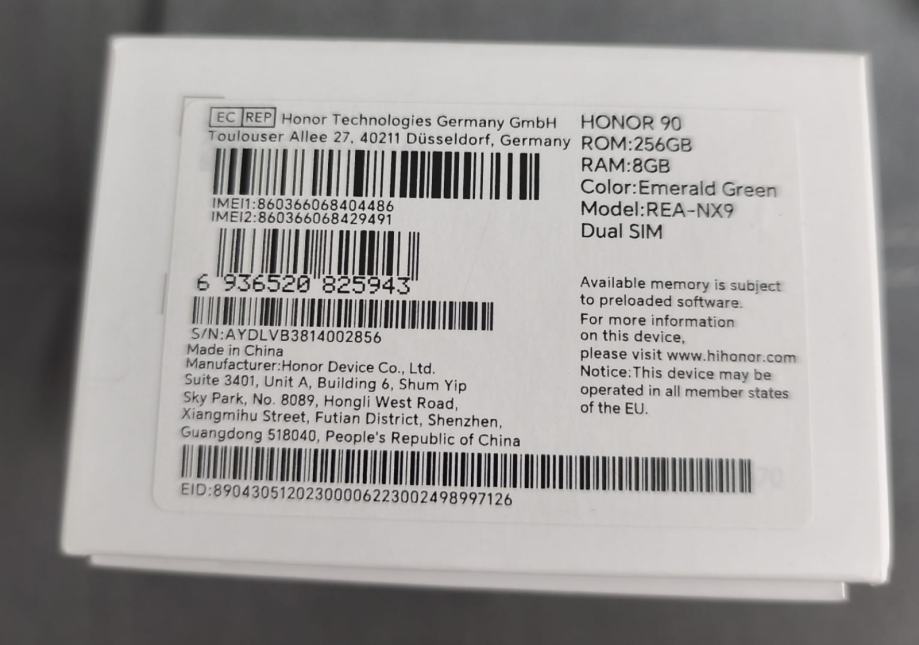 EC REP Honor Technologies Germany GmbH
Toulouser Allee 27, 40211 Düsseldorf, Germany
IMEI1:860366068404486
IMEI2:860366068429491
6 936520 825943
S/N:AYDLVB3814002856
Made in China
Manufacturer:Honor Device Co., Ltd.
Suite 3401, Unit A, Building 6, Shum Yip
Sky Park, No. 8089, Hongli West Road,
Xiangmihu Street, Futian District, Shenzhen,
Guangdong 518040, People's Republic of China
EID:89043051202300006223002498997126
HONOR 90
ROM:256GB
RAM:8GB
Color:Emerald Green
Model:REA-NX9
Dual SIM
Available memory is subject
to preloaded software.
For more information
on this device,
please visit www.hihonor.com
Notice:This device may be
operated in all member states
of the EU.